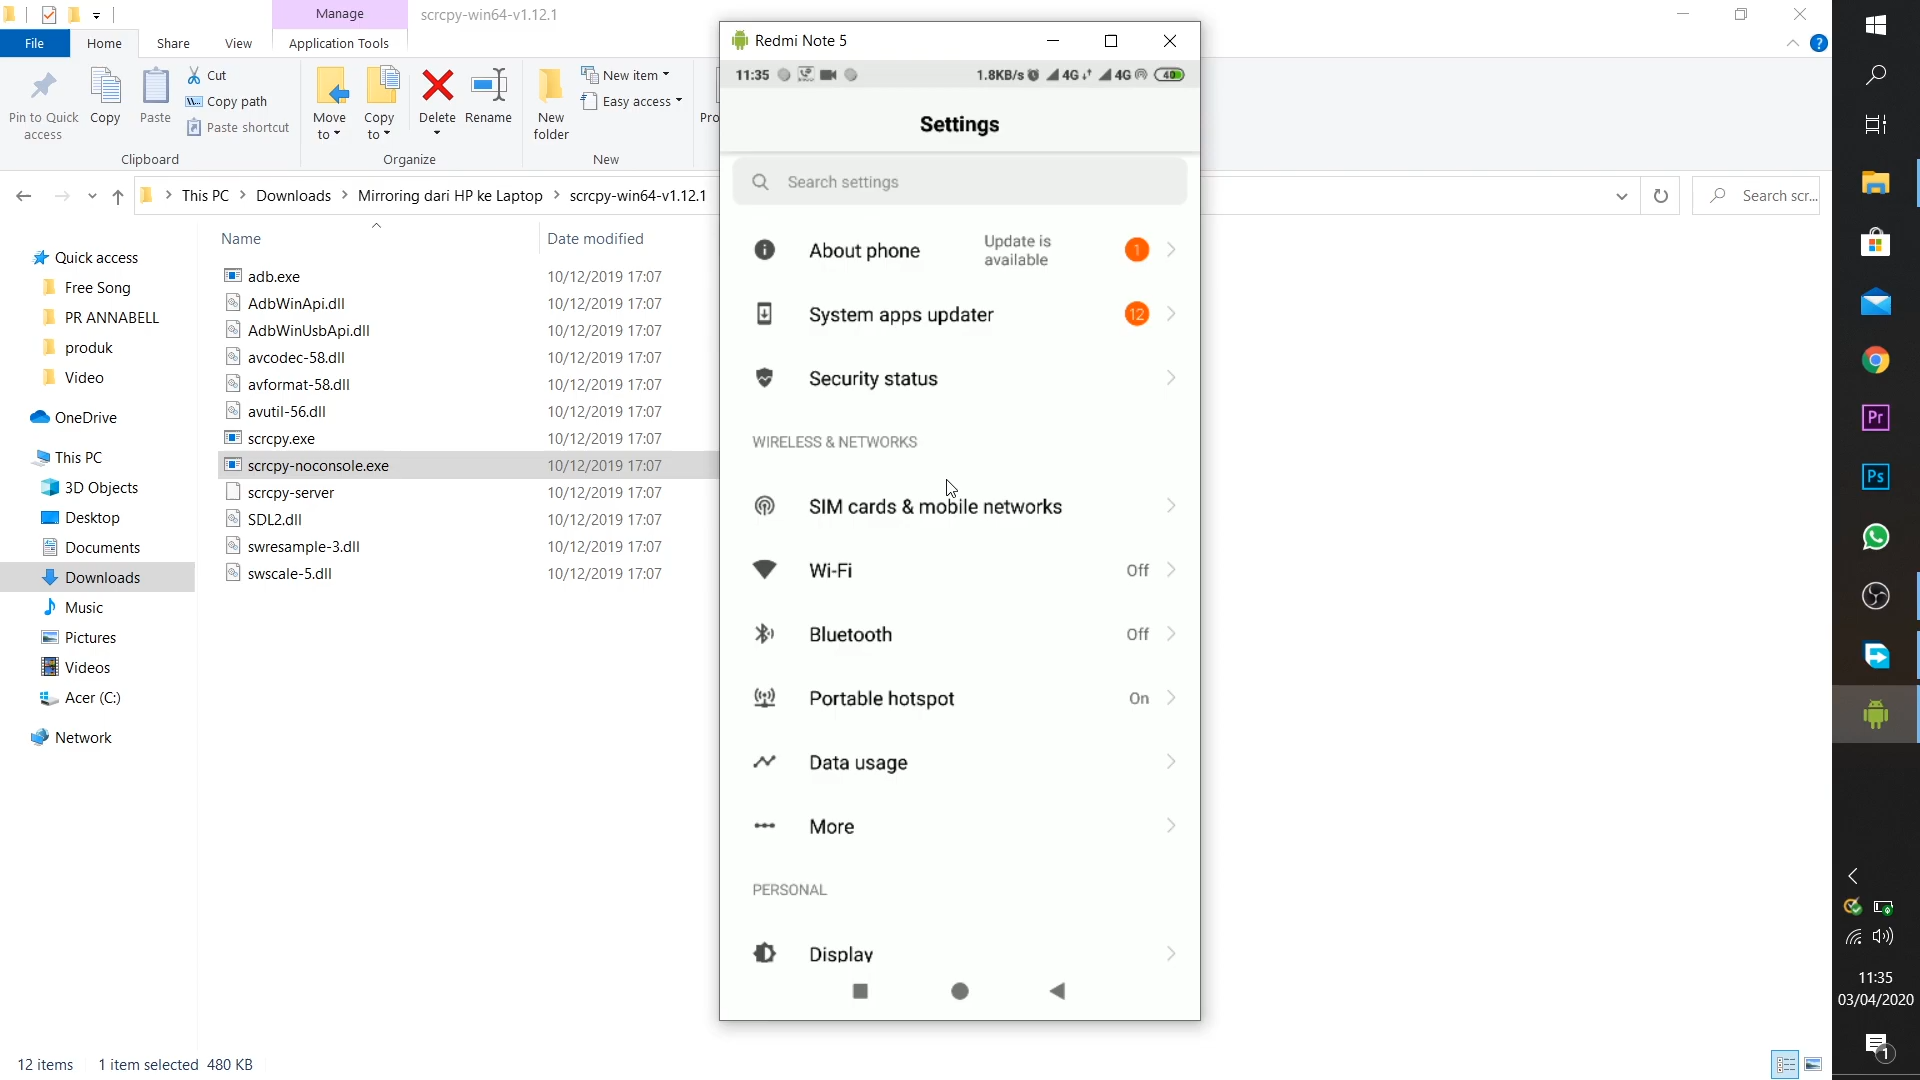 Manage
scrcpy-win64-v1.12.1
File
Home
Share
View
Application Tools
Pin to Quick access
Copy
Paste
Cut
Copy path
Paste shortcut
Clipboard
Move to
Copy to
Delete
Rename
Organize
New folder
New item
Easy access
New
Pro
This PC
Downloads
Mirroring dari HP ke Laptop
scrcpy-win64-v1.12.1
Search scr...
Quick access
Free Song
PR ANNABELL
produk
Video
OneDrive
This PC
3D Objects
Desktop
Documents
Downloads
Music
Pictures
Videos
Acer (C:)
Network
Name
Date modified
adb.exe 10/12/2019 17:07
AdbWinApi.dll 10/12/2019 17:07
AdbWinUsbApi.dll 10/12/2019 17:07
avcodec-58.dll 10/12/2019 17:07
avformat-58.dll 10/12/2019 17:07
avutil-56.dll 10/12/2019 17:07
scrcpy.exe 10/12/2019 17:07
scrcpy-noconsole.exe 10/12/2019 17:07
scrcpy-server 10/12/2019 17:07
SDL2.dll 10/12/2019 17:07
swresample-3.dll 10/12/2019 17:07
swscale-5.dll 10/12/2019 17:07
12 items
1 item selected 480 KB
Redmi Note 5
11:35
1.8KB/s 4G 4G 40
Settings
Search settings
About phone
Update is
available
1
System apps updater
12
Security status
WIRELESS & NETWORKS
SIM cards & mobile networks
Wi-Fi
Off
Bluetooth
Off
Portable hotspot
On
Data usage
More
PERSONAL
Display
Pr
Ps
11:35
03/04/2020
1